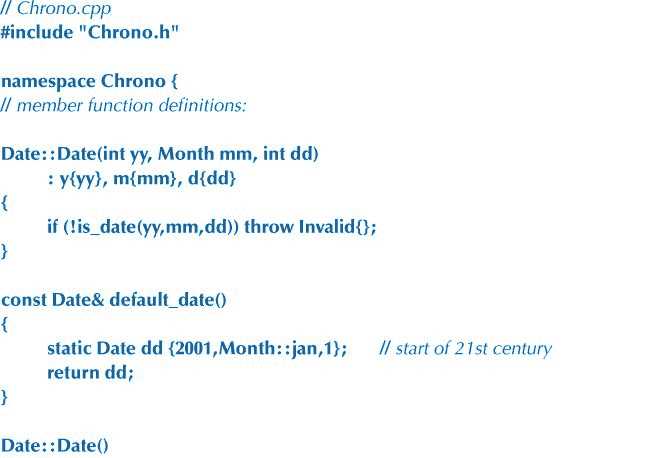 // Chrono.cpp
#include "Chrono.h"
namespace Chrono {
// member function definitions:
Date::Date(int yy, Month mm, int dd)
: y{yy}, m{mm}, d{dd}
{
if (!is_date(yy,mm,dd)) throw Invalid{};
}
const Date& default_date()
{
static Date dd {2001,Month::jan,1}; // start of 21st century
return dd;
}
Date::Date()